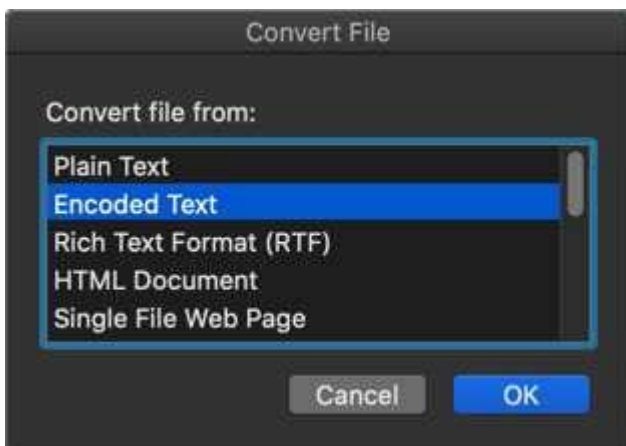 Convert File
Convert file from:
Plain Text
Encoded Text
Rich Text Format (RTF)
HTML Document
Single File Web Page
Cancel OK